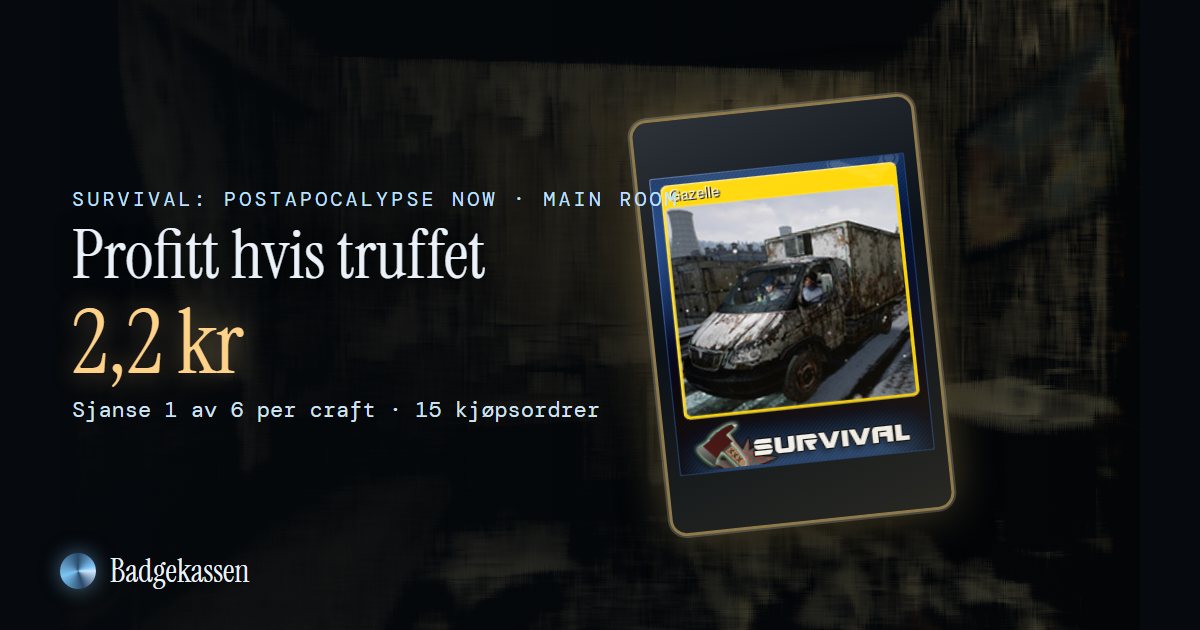 SURVIVAL: POSTAPOCALYPSE NOW · MAIN ROOM
Profitt hvis truffet
2,2 kr
Sjanse 1 av 6 per craft · 15 kjøpsordrer
Gazelle
SURVIVAL
Badgekassen